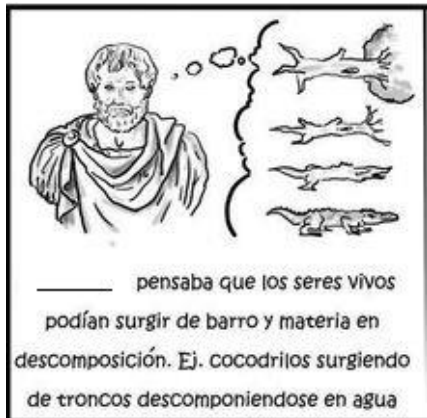 ______ pensaba que los seres vivos
podían surgir de barro y materia en
descomposición. Ej. cocodrilos surgiendo
de troncos descomponiendose en agua